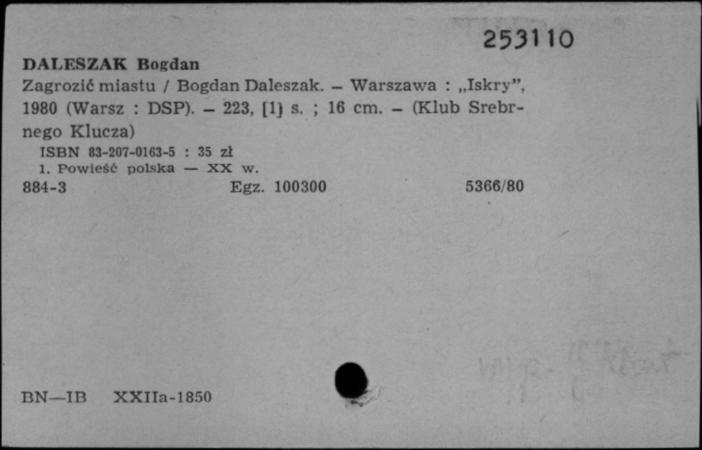 253110
DALESZAK Bogdan
Zagrozić miastu / Bogdan Daleszak. — Warszawa : „Iskry”,
1980 (Warsz : DSP). — 223, [1] s. ; 16 cm. — (Klub Srebr-
nego Klucza)
ISBN 83-207-0163-5 : 35 zł
1. Powieść polska — XX w.
884-3 Egz. 100300 5366/80
BN—IB XXIIa-1850